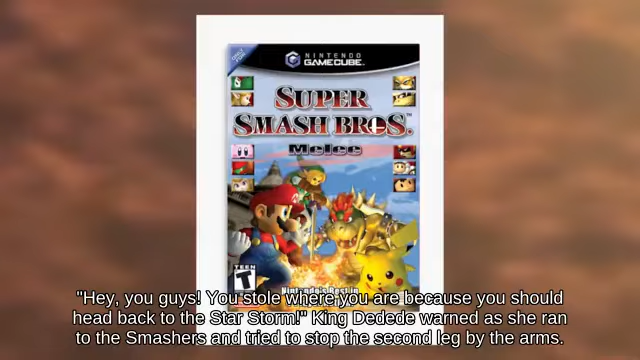 NINTENDO
GAMECUBE
SUPER
SMASH BROS.™
Melee
TEEN
T
"Hey, you guys! You stole where you are because you should
head back to the Star Storm!" King Dedede warned as she ran
to the Smashers and tried to stop the second leg by the arms.